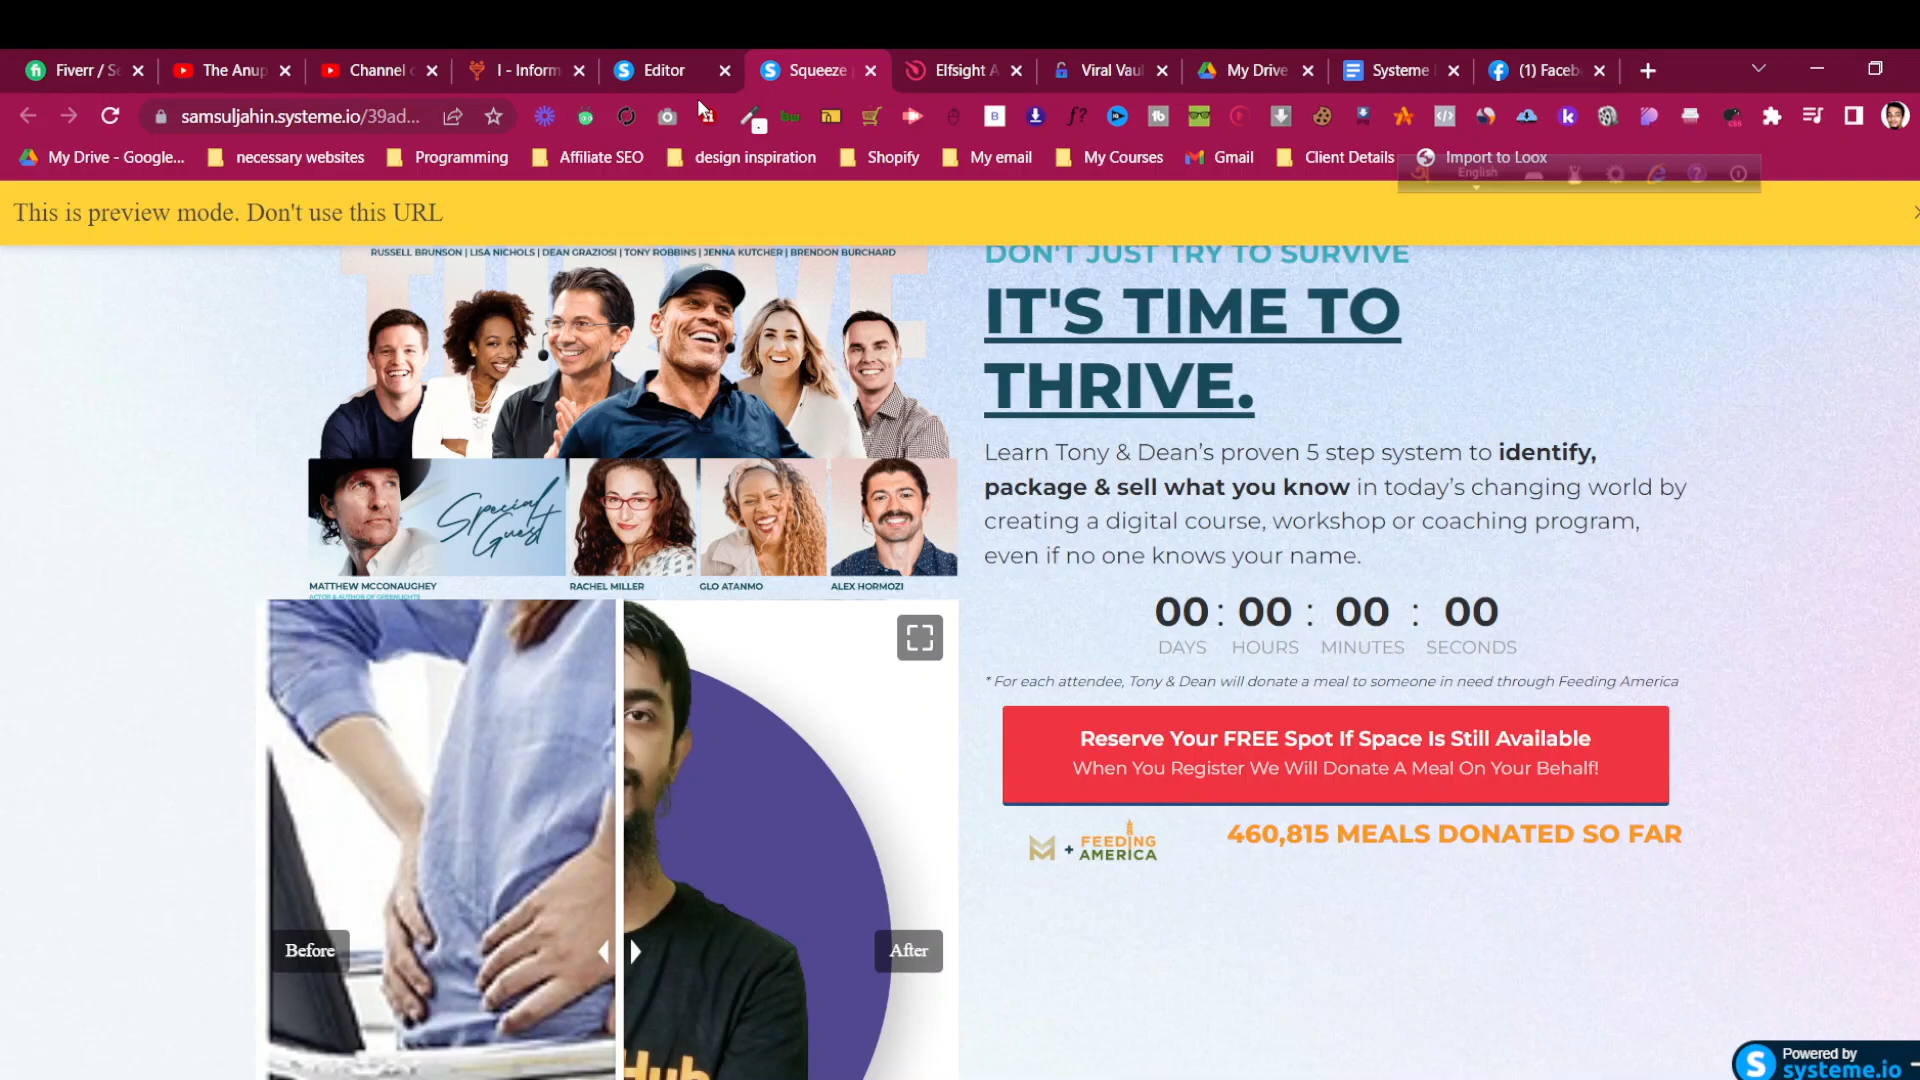 Fiverr / Se
The Anup
Channel c
I - Inform
Editor
Squeeze
Elfsight A
Viral Vau
My Drive
Systeme
(1) Faceb
samsuljahin.systeme.io/39ad...
My Drive - Google...
necessary websites
Programming
Affiliate SEO
design inspiration
Shopify
My email
My Courses
Gmail
Client Details
Import to Loox
English
This is preview mode. Don't use this URL
RUSSELL BRUNSON | LISA NICHOLS | DEAN GRAZIOSI | TONY ROBBINS | JENNA KUTCHER | BRENDON BURCHARD
Special
Guest
MATTHEW MCCONAUGHEY
ACTOR & AUTHOR OF GREENLIGHTS
RACHEL MILLER
GLO ATANMO
ALEX HORMOZI
Before
After
Hub
DON'T JUST TRY TO SURVIVE
IT'S TIME TO
THRIVE.
Learn Tony & Dean's proven 5 step system to identify,
package & sell what you know in today's changing world by
creating a digital course, workshop or coaching program,
even if no one knows your name.
00 : 00 : 00 : 00
DAYS HOURS MINUTES SECONDS
* For each attendee, Tony & Dean will donate a meal to someone in need through Feeding America
Reserve Your FREE Spot If Space Is Still Available
When You Register We Will Donate A Meal On Your Behalf!
+ FEEDING
AMERICA
460,815 MEALS DONATED SO FAR
Powered by
systeme.io